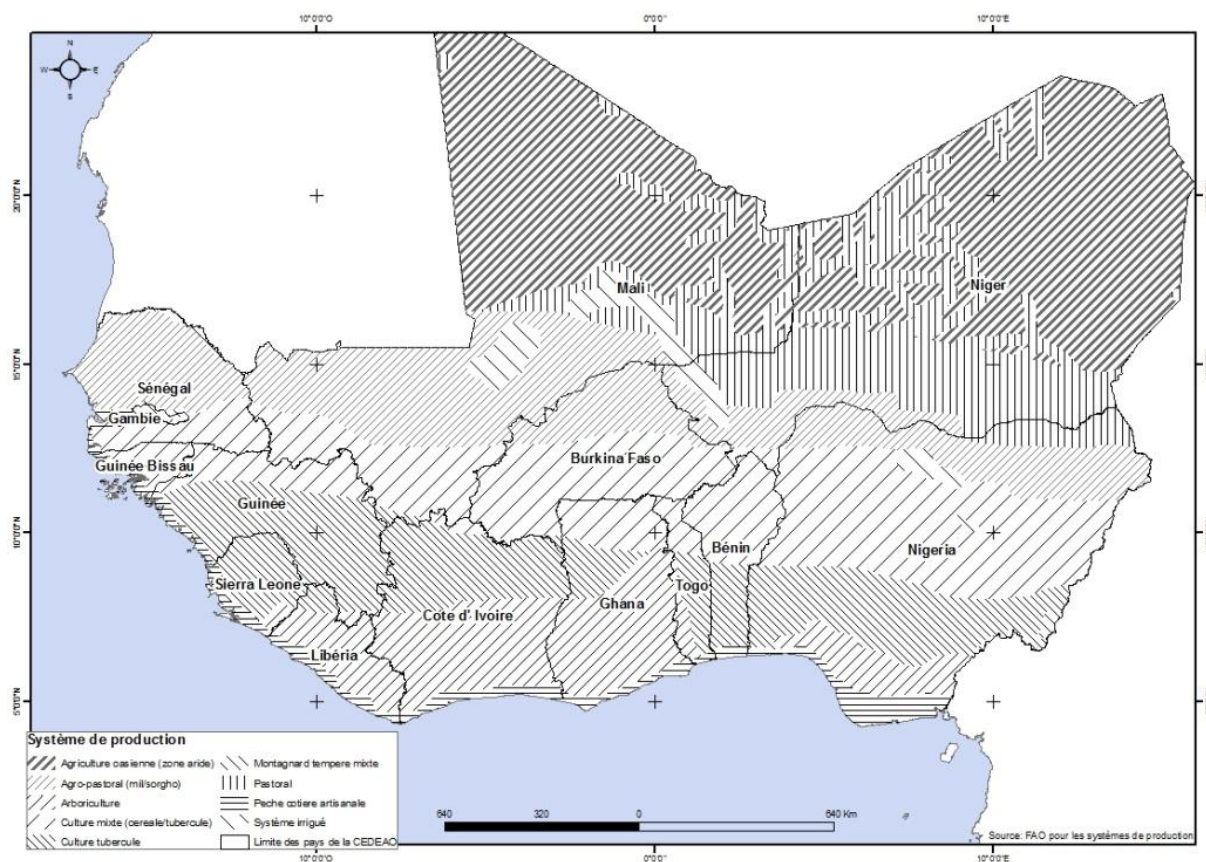 10°0'0"O 0°0'0" 10°0'0"E
N
W E
S
20°0'0"N
15°0'0"N
10°0'0"N
5°0'0"N
Mali
Niger
Sénégal
Gambie
Guinée Bissau
Burkina Faso
Guinée
Bénin
Nigeria
Sierra Leone
Togo
Ghana
Cote d' Ivoire
Libéria
Système de production
Agriculture oasienne (zone aride)
Agro-pastoral (mil/sorgho)
Arboriculture
Culture mixte (cereale/tubercule)
Culture tubercule
Montagnard tempere mixte
Pastoral
Peche cotiere artisanale
Système irrigué
Limite des pays de la CEDEAO
640 320 0 640 Km
Source: FAO pour les systèmes de production
10°0'0"O 0°0'0" 10°0'0"E